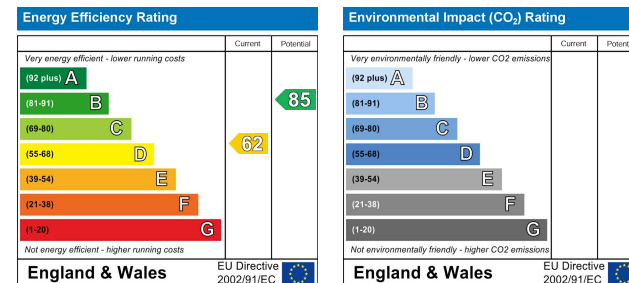 Energy Efficiency Rating
Current Potential
Very energy efficient - lower running costs
(92 plus) A
(81-91) B
(69-80) C
(55-68) D
(39-54) E
(21-38) F
(1-20) G
85
62
Not energy efficient - higher running costs
England & Wales
EU Directive
2002/91/EC
Environmental Impact (CO2) Rating
Current Potent
Very environmentally friendly - lower CO2 emissions
(92 plus) A
(81-91) B
(69-80) C
(55-68) D
(39-54) E
(21-38) F
(1-20) G
Not environmentally friendly - higher CO2 emissions
England & Wales
EU Directive
2002/91/EC